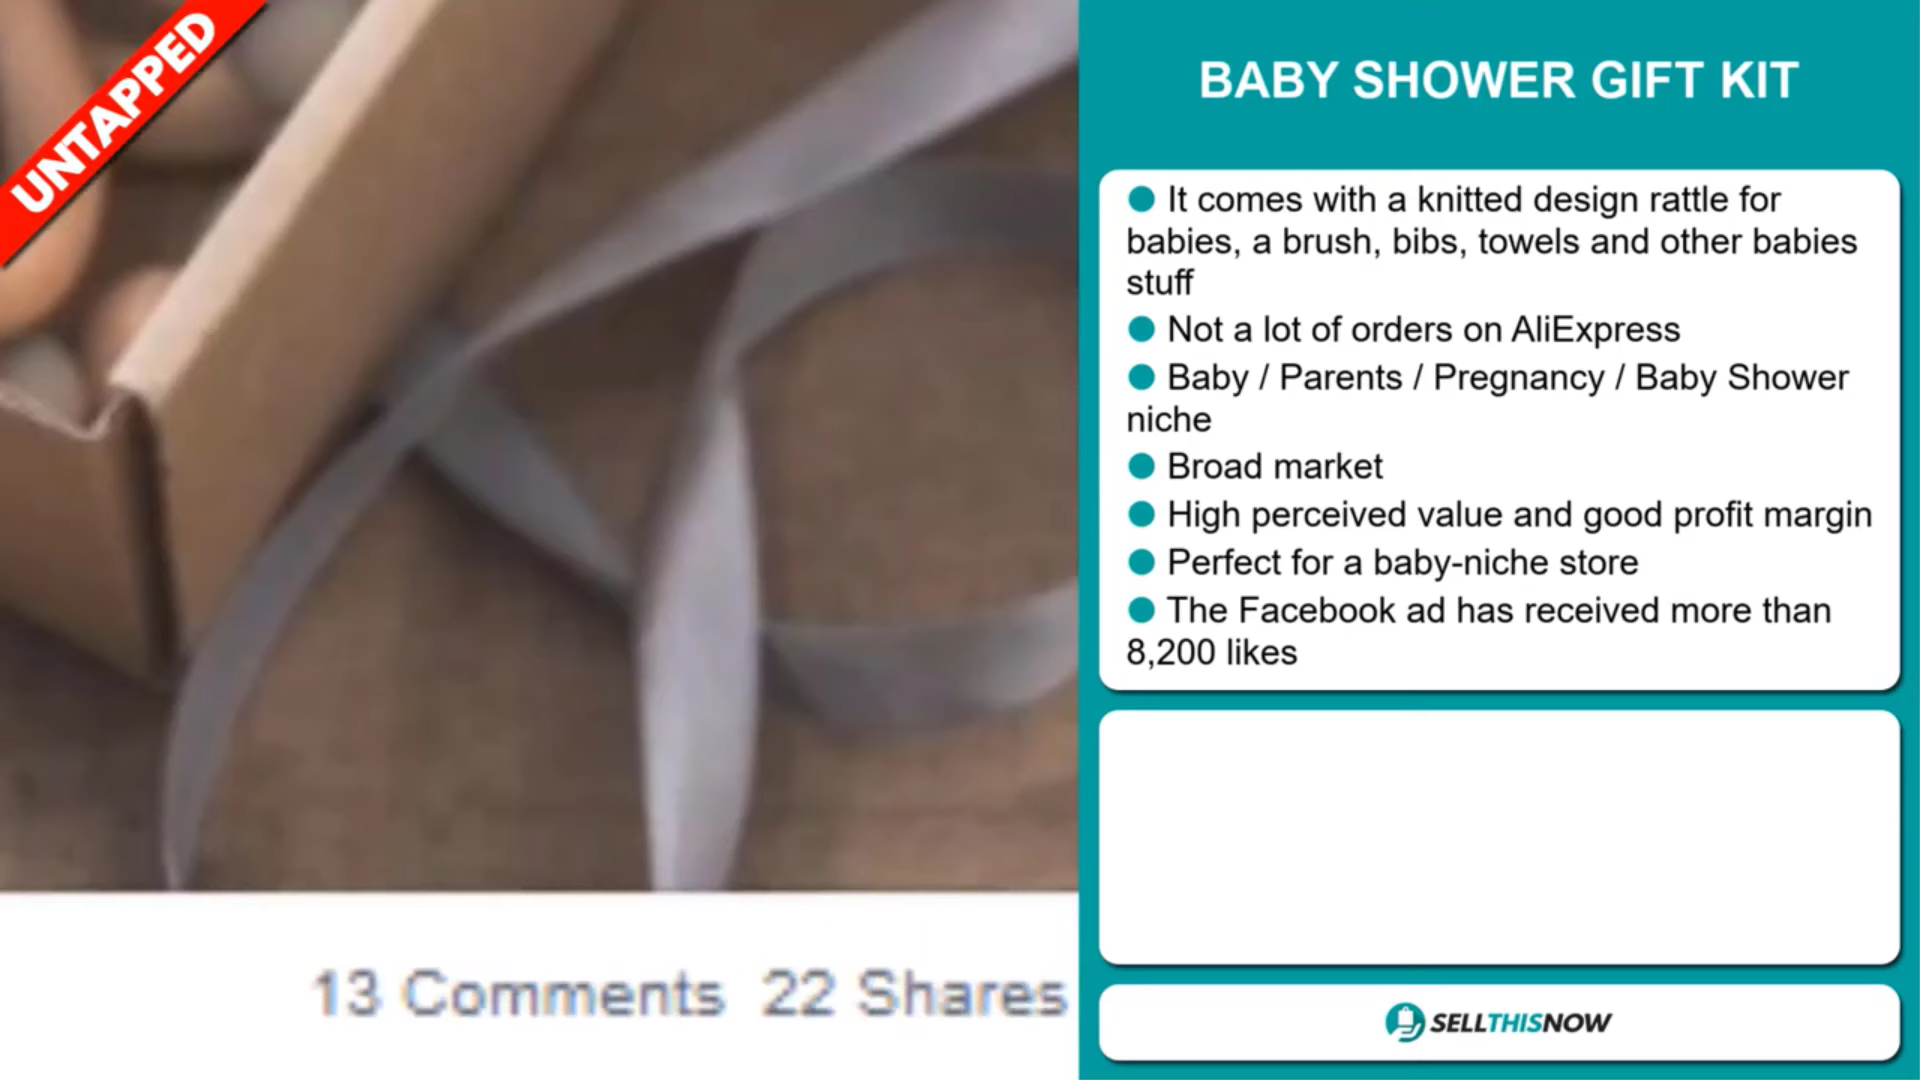 UNTAPPED
BABY SHOWER GIFT KIT
● It comes with a knitted design rattle for
babies, a brush, bibs, towels and other babies
stuff
● Not a lot of orders on AliExpress
● Baby / Parents / Pregnancy / Baby Shower
niche
● Broad market
● High perceived value and good profit margin
● Perfect for a baby-niche store
● The Facebook ad has received more than
8,200 likes
13 Comments 22 Shares
SELLTHISNOW